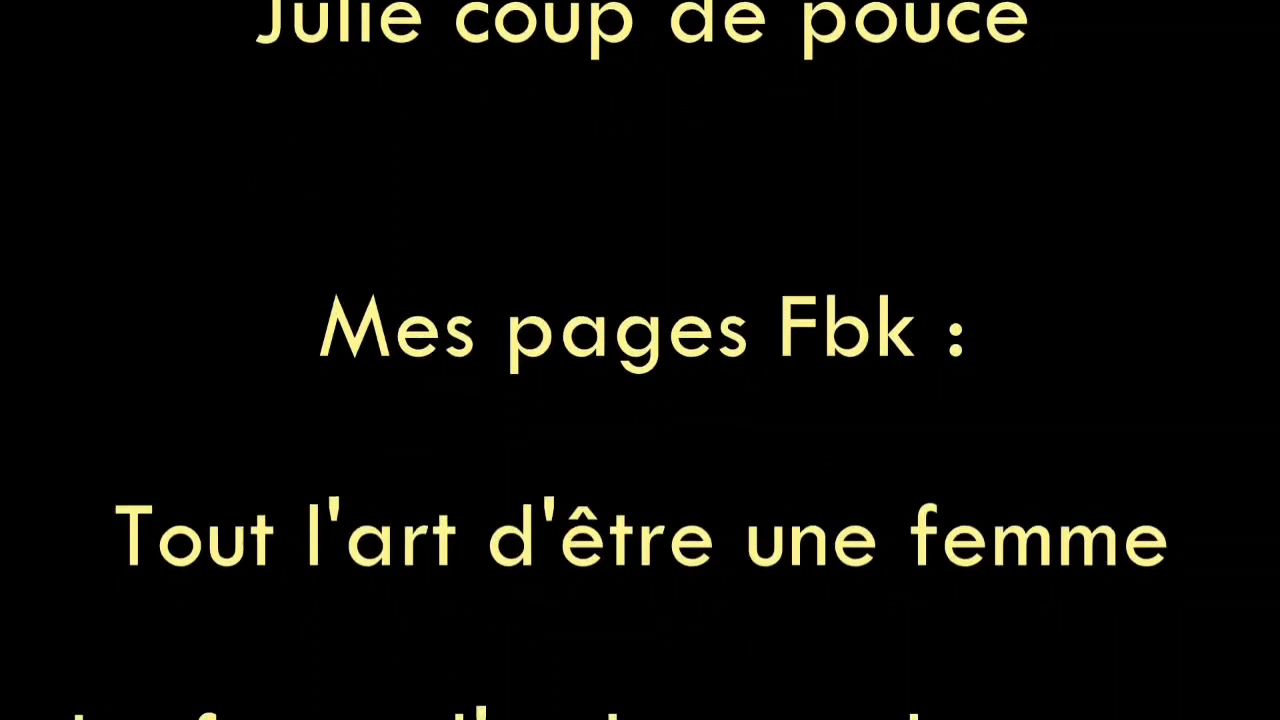 Julie coup de pouce
Mes pages Fbk :
Tout l'art d'être une femme